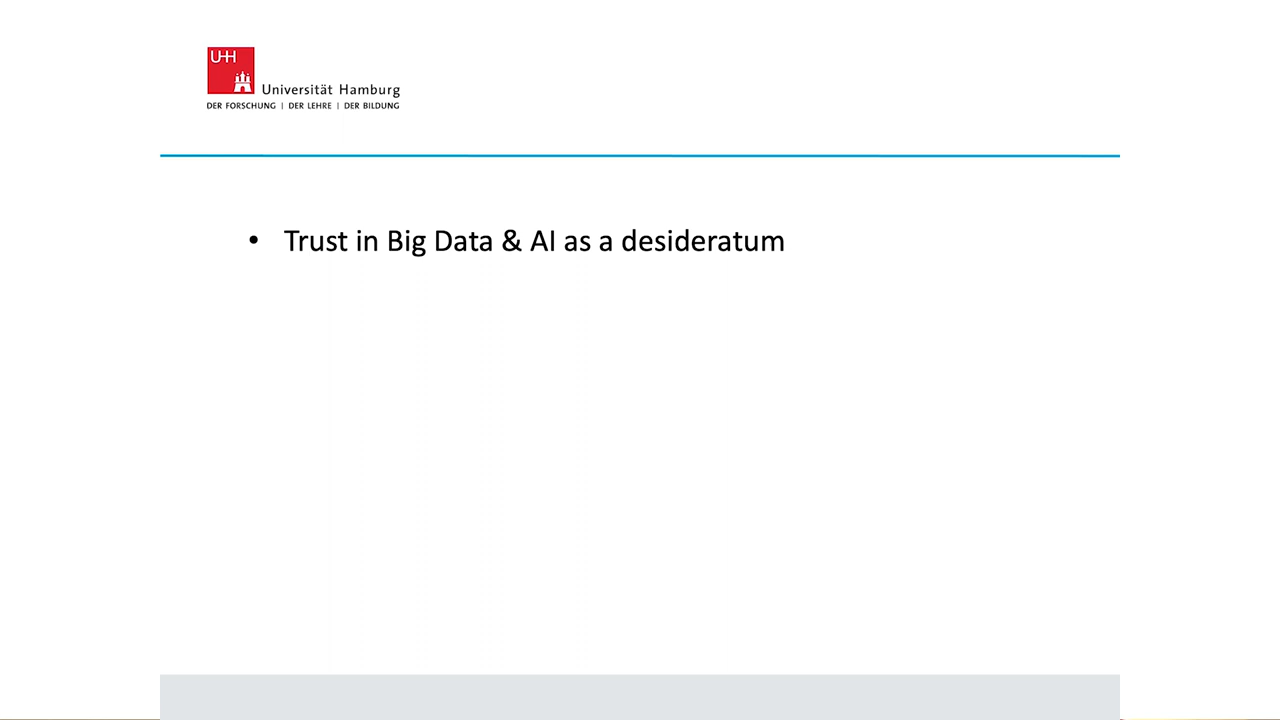 UHH
Universität Hamburg
DER FORSCHUNG | DER LEHRE | DER BILDUNG
• Trust in Big Data & AI as a desideratum